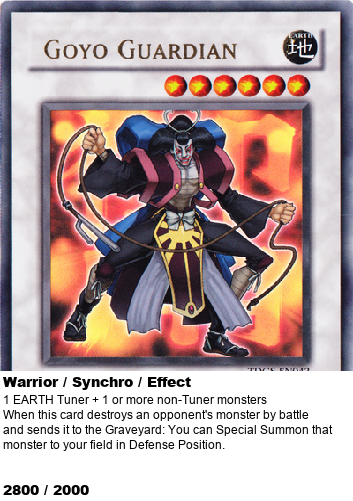 GOYO GUARDIAN
EARTH
地
Warrior / Synchro / Effect
1 EARTH Tuner + 1 or more non-Tuner monsters
When this card destroys an opponent's monster by battle
and sends it to the Graveyard: You can Special Summon that
monster to your field in Defense Position.
2800 / 2000